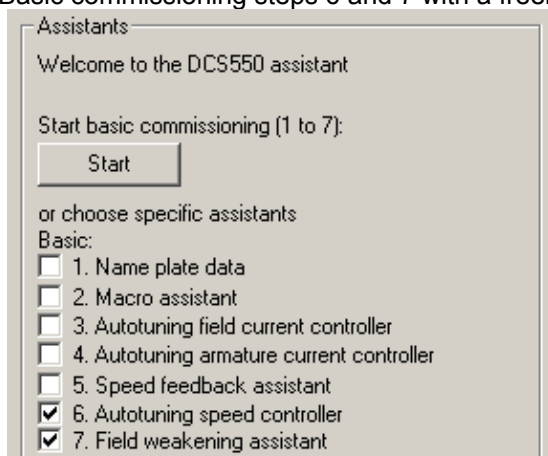 Basic commissioning steps 6 and 7 with a free
Assistants
Welcome to the DCS550 assistant
Start basic commissioning (1 to 7):
Start
or choose specific assistants
Basic:
1. Name plate data
2. Macro assistant
3. Autotuning field current controller
4. Autotuning armature current controller
5. Speed feedback assistant
6. Autotuning speed controller
7. Field weakening assistant